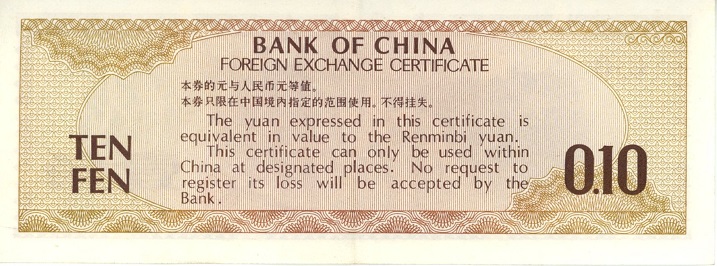 BANK OF CHINA
FOREIGN EXCHANGE CERTIFICATE
本券的元与人民币元等值。
本券只限在中国境内指定的范围使用。不得挂失。
The yuan expressed in this certificate is
equivalent in value to the Renminbi yuan.
This certificate can only be used within
China at designated places. No request to
register its loss will be accepted by the
Bank.
TEN
FEN
0.10